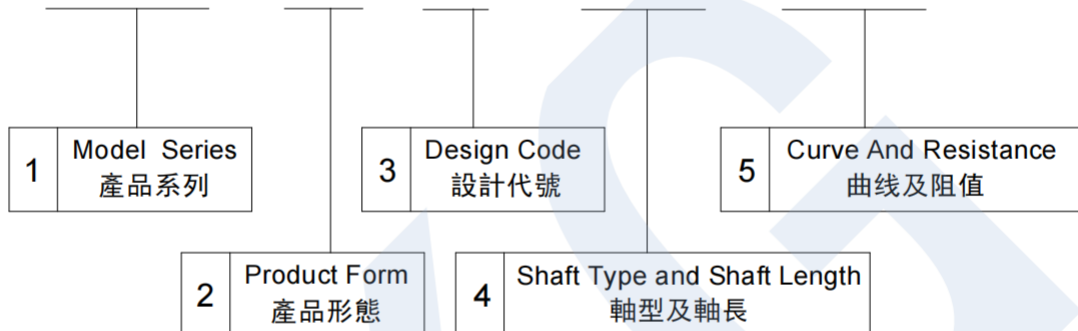 1
Model Series
產品系列
3
Design Code
設計代號
5
Curve And Resistance
曲线及阻值
2
Product Form
產品形態
4
Shaft Type and Shaft Length
軸型及軸長